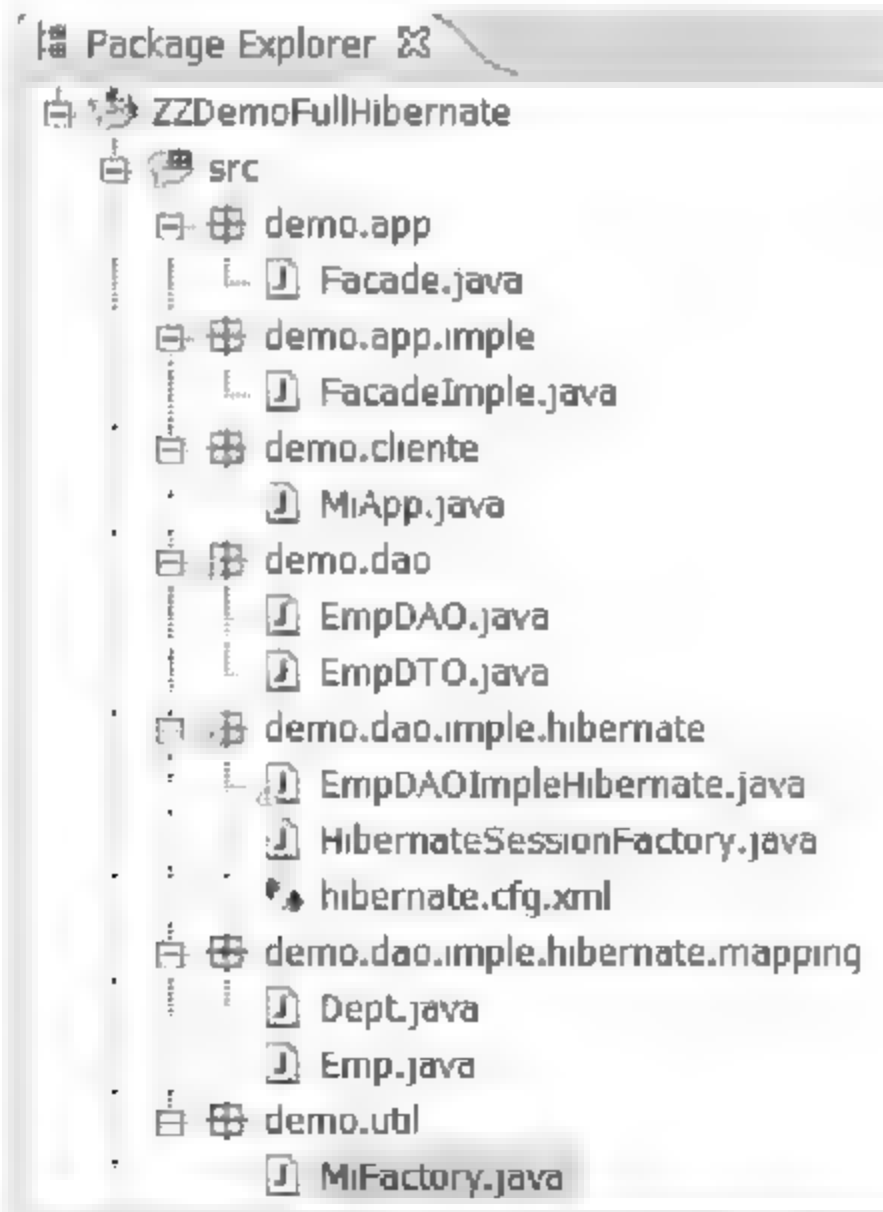 Package Explorer
ZZDemoFullHibernate
src
demo.app
Facade.java
demo.app.imple
FacadeImple.java
demo.cliente
MiApp.java
demo.dao
EmpDAO.java
EmpDTO.java
demo.dao.imple.hibernate
EmpDAOImpleHibernate.java
HibernateSessionFactory.java
hibernate.cfg.xml
demo.dao.imple.hibernate.mapping
Dept.java
Emp.java
demo.util
MiFactory.java